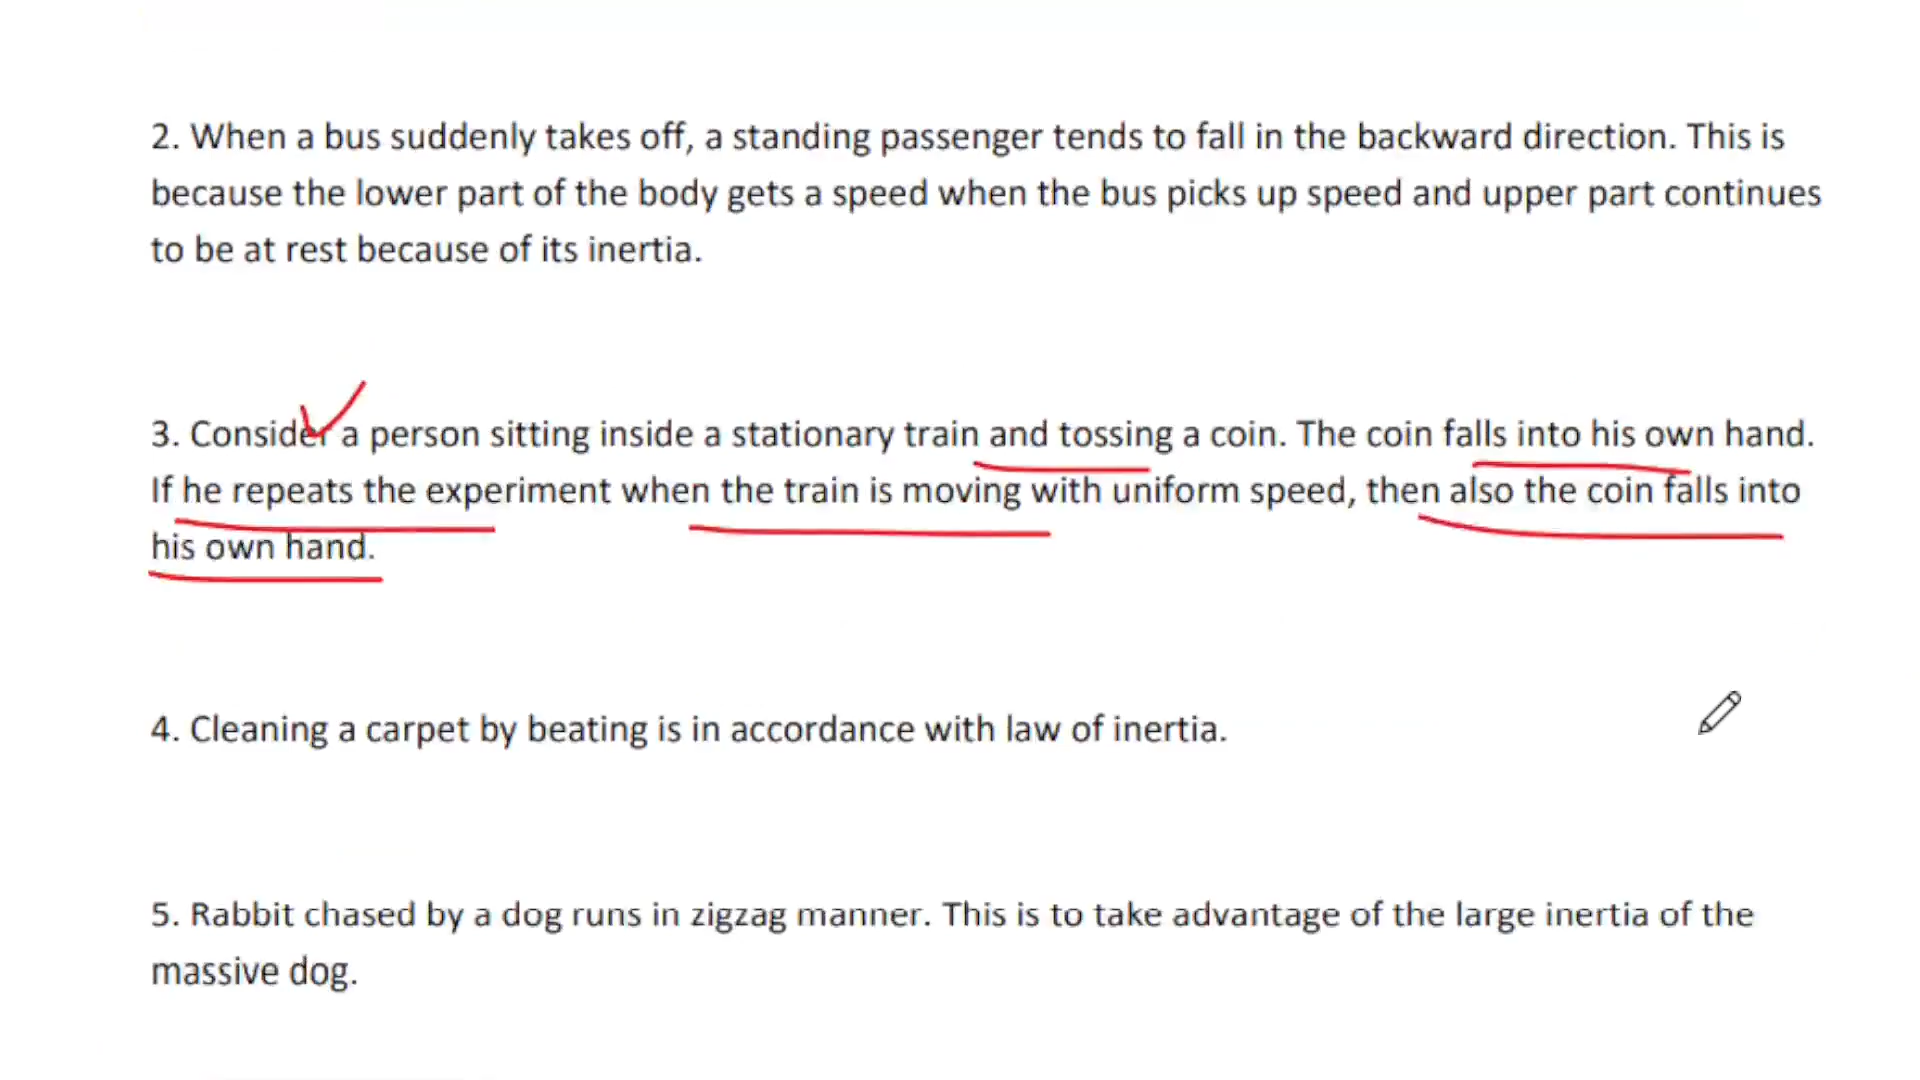 2. When a bus suddenly takes off, a standing passenger tends to fall in the backward direction. This is
because the lower part of the body gets a speed when the bus picks up speed and upper part continues
to be at rest because of its inertia.
3. Consider a person sitting inside a stationary train and tossing a coin. The coin falls into his own hand.
If he repeats the experiment when the train is moving with uniform speed, then also the coin falls into
his own hand.
4. Cleaning a carpet by beating is in accordance with law of inertia.
5. Rabbit chased by a dog runs in zigzag manner. This is to take advantage of the large inertia of the
massive dog.